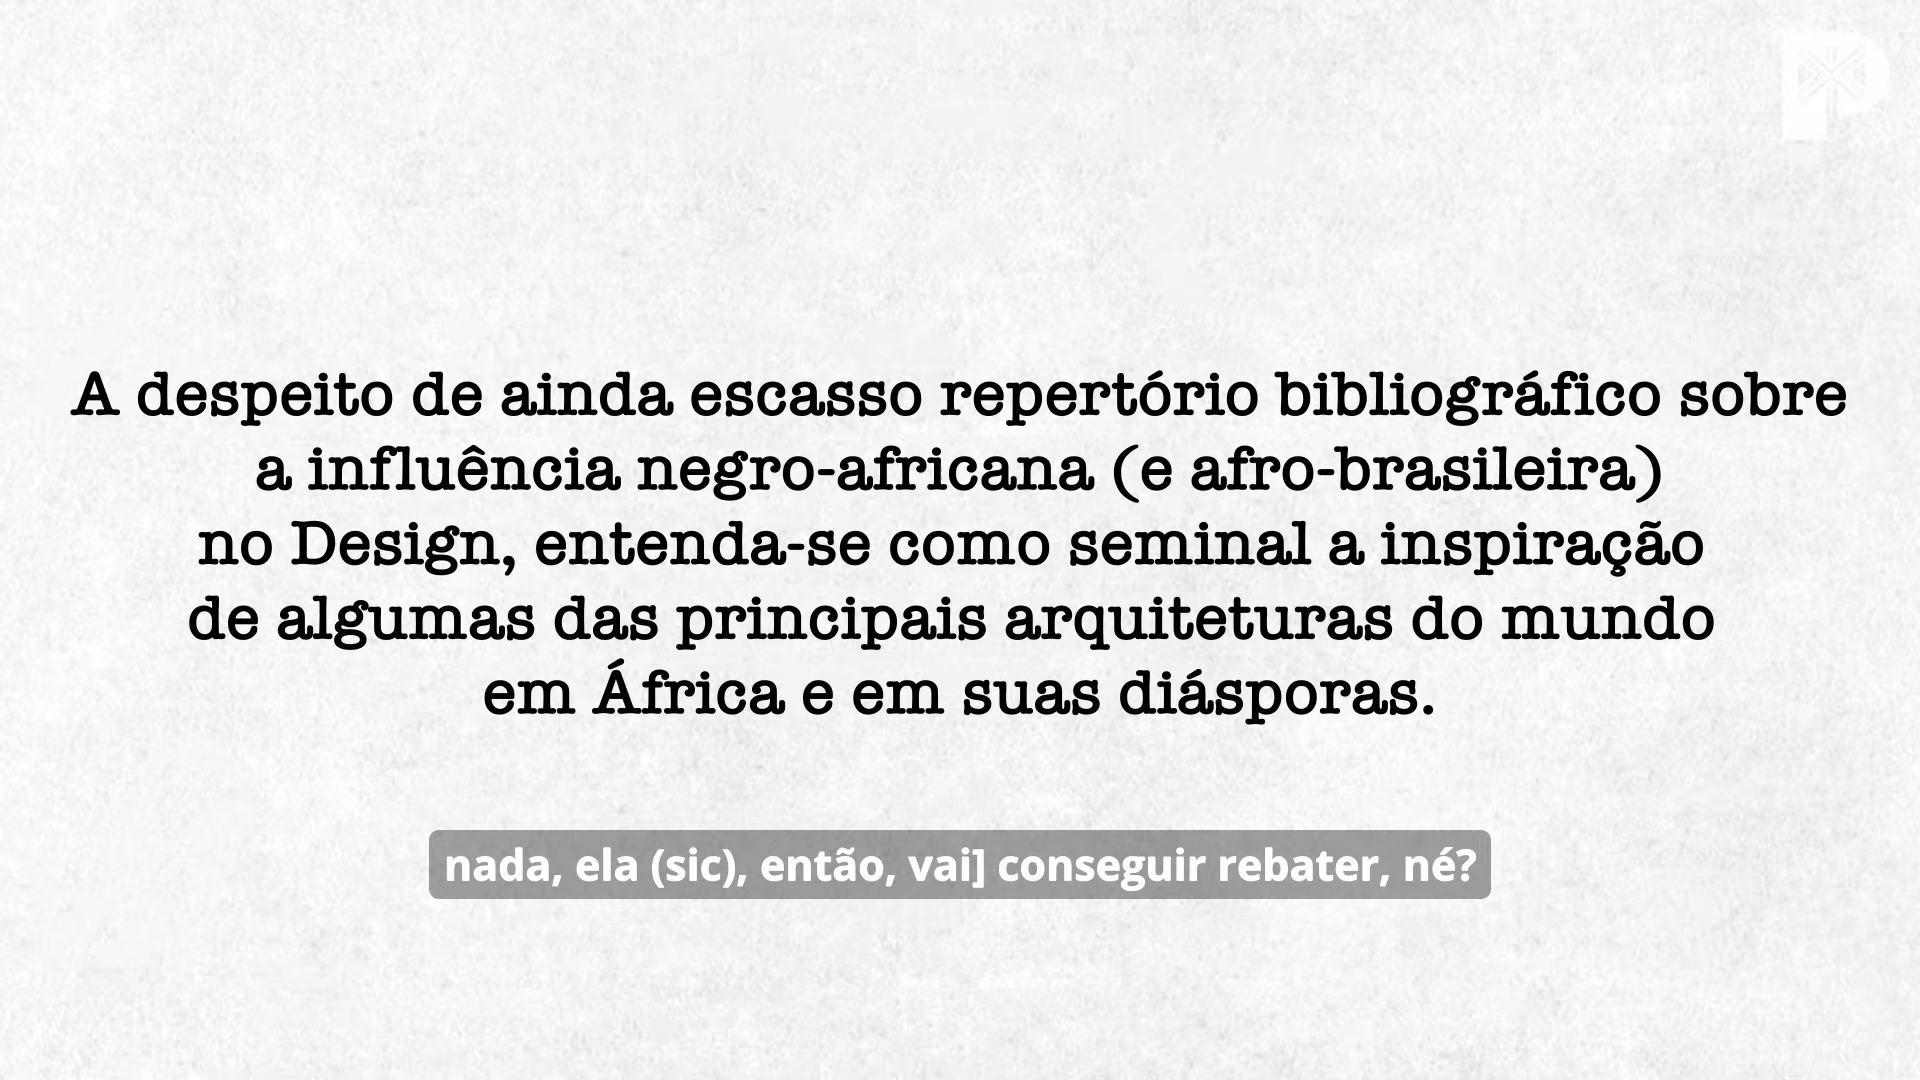 A despeito de ainda escasso repertório bibliográfico sobre
a influência negro-africana (e afro-brasileira)
no Design, entenda-se como seminal a inspiração
de algumas das principais arquiteturas do mundo
em África e em suas diásporas.
nada, ela (sic), então, vai] conseguir rebater, né?